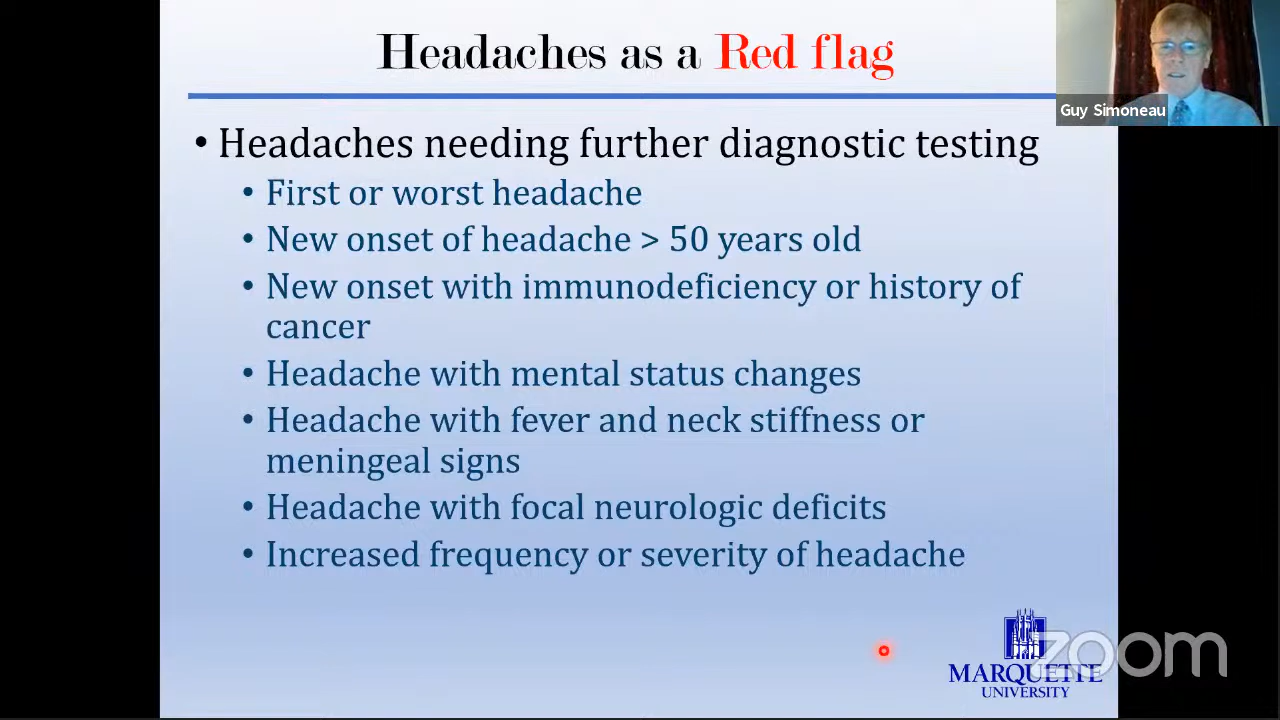 Headaches as a Red flag
Guy Simoneau
• Headaches needing further diagnostic testing
• First or worst headache
• New onset of headache > 50 years old
• New onset with immunodeficiency or history of
cancer
• Headache with mental status changes
• Headache with fever and neck stiffness or
meningeal signs
• Headache with focal neurologic deficits
• Increased frequency or severity of headache
zoom
MARQUETTE
UNIVERSITY